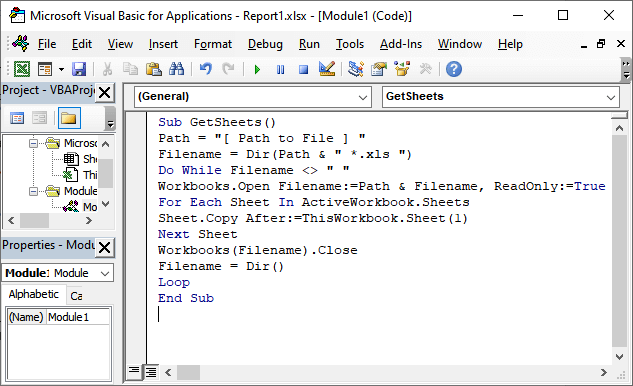 Microsoft Visual Basic for Applications - Report1.xlsx - [Module1 (Code)]
File Edit View Insert Format Debug Run Tools Add-Ins Window Help
Project - VBAProj
(General) GetSheets
Microso
She
Thi
Module
Mo
Properties - Modu
Module1 Module
Alphabetic Ca
(Name) Module1
Sub GetSheets()
Path = "[ Path to File ] "
Filename = Dir(Path & " *.xls ")
Do While Filename <> " "
Workbooks.Open Filename:=Path & Filename, ReadOnly:=True
For Each Sheet In ActiveWorkbook.Sheets
Sheet.Copy After:=ThisWorkbook.Sheet(1)
Next Sheet
Workbooks(Filename).Close
Filename = Dir()
Loop
End Sub